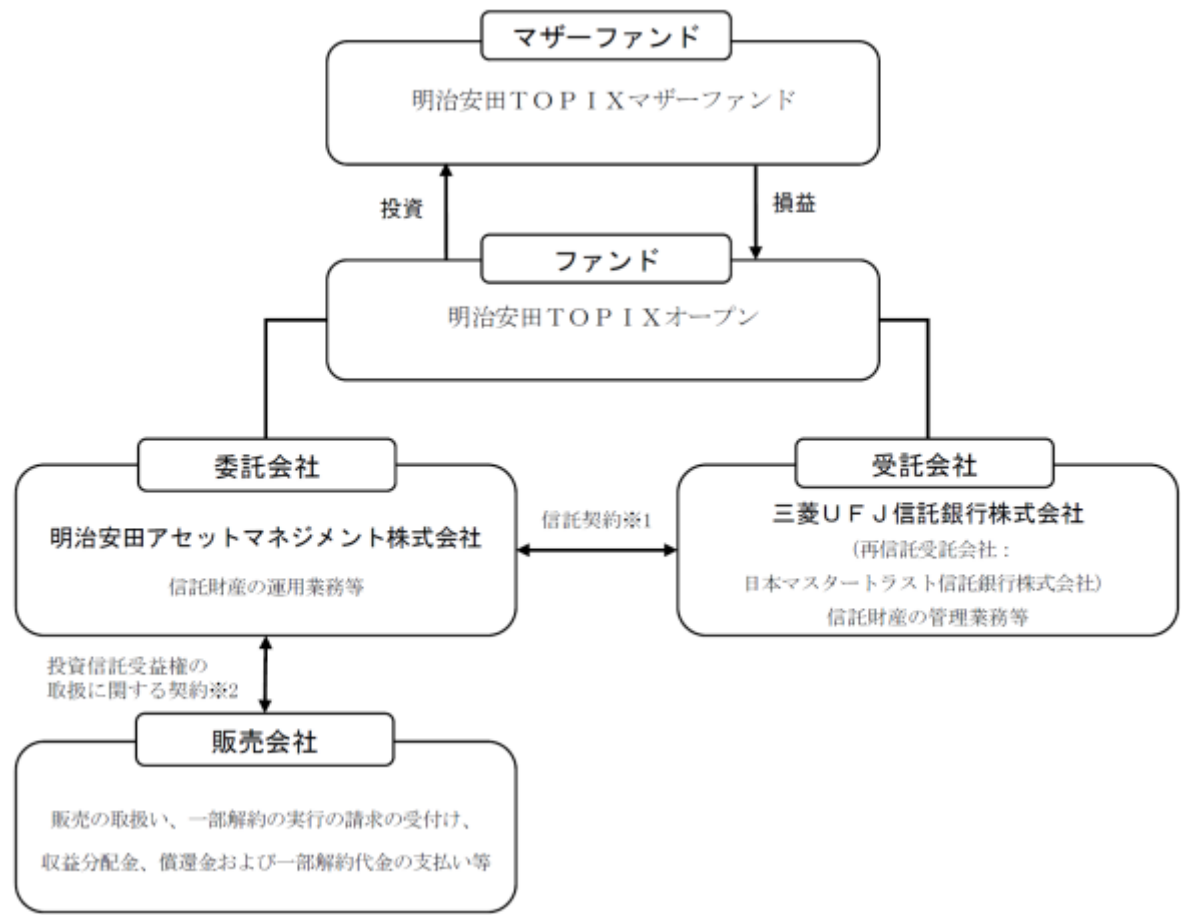 マザーファンド
明治安田TOPIXマザーファンド
投資
損益
ファンド
明治安田TOPIXオープン
委託会社
明治安田アセットマネジメント株式会社
信託財産の運用業務等
信託契約※1
受託会社
三菱UFJ信託銀行株式会社
(再信託受託会社:
日本マスタートラスト信託銀行株式会社)
信託財産の管理業務等
投資信託受益権の
取扱に関する契約※2
販売会社
販売の取扱い、一部解約の実行の請求の受付け、
収益分配金、償還金および一部解約代金の支払い等